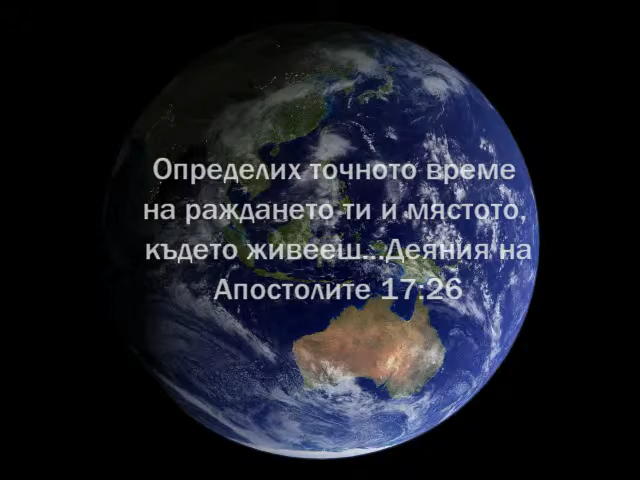 Определих точното време
на раждането ти и мястото,
където живееш...Деяния на
Апостолите 17:26